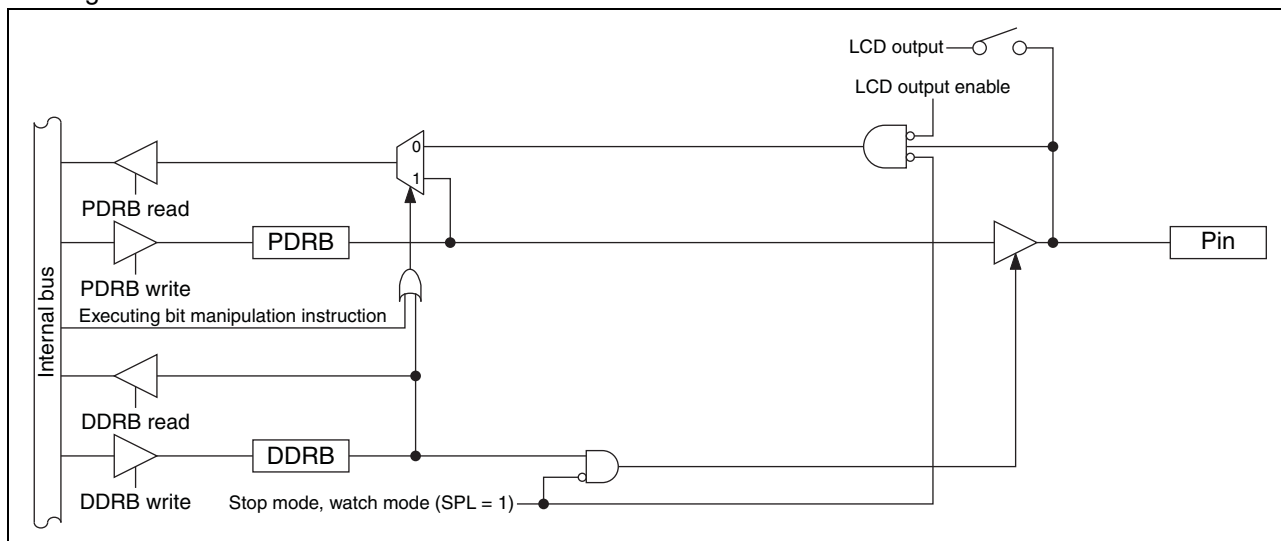 LCD output
LCD output enable
0
1
PDRB read
PDRB
Pin
PDRB write
Executing bit manipulation instruction
Internal bus
DDRB read
DDRB
DDRB write
Stop mode, watch mode (SPL = 1)